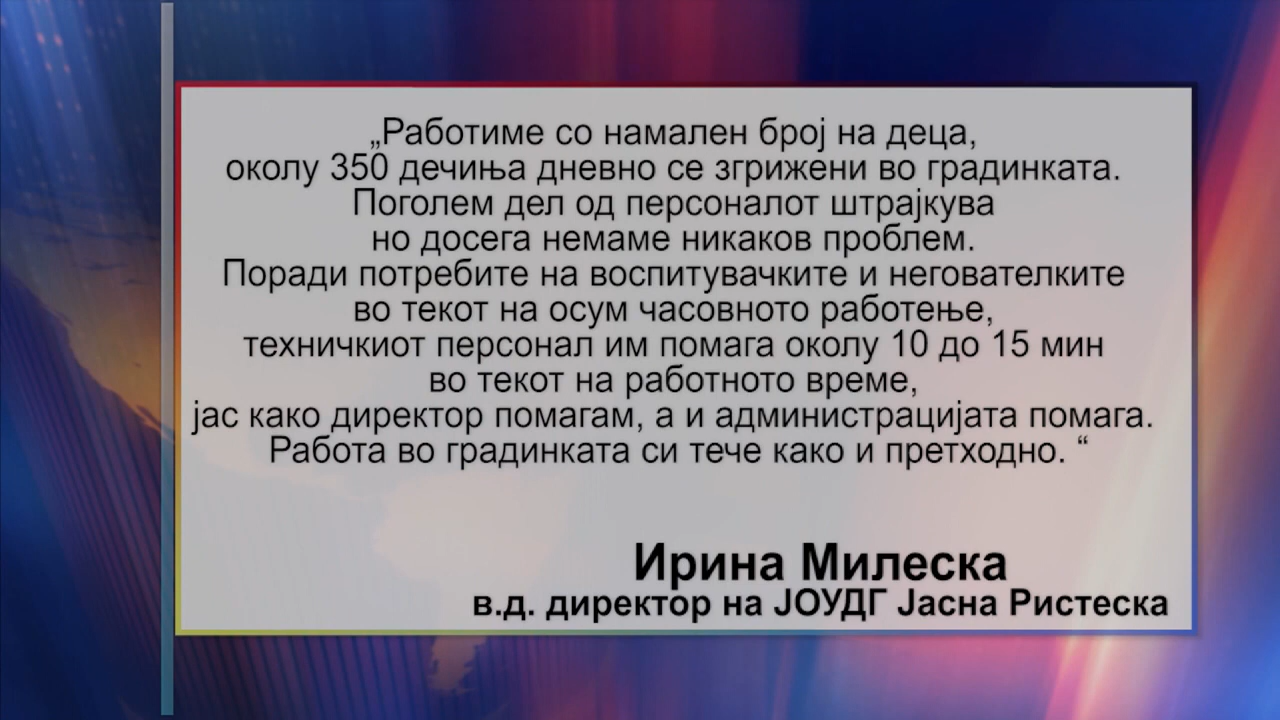 „Работиме со намален број на деца,
околу 350 дечиња дневно се згрижени во градинката.
Поголем дел од персоналот штрајкува
но досега немаме никаков проблем.
Поради потребите на воспитувачките и негователките
во текот на осум часовното работење,
техничкиот персонал им помага околу 10 до 15 мин
во текот на работното време,
јас како директор помагам, а и администрацијата помага.
Работа во градинката си тече како и претходно. “
Ирина Милеска
в.д. директор на ЈОУДГ Јасна Ристеска